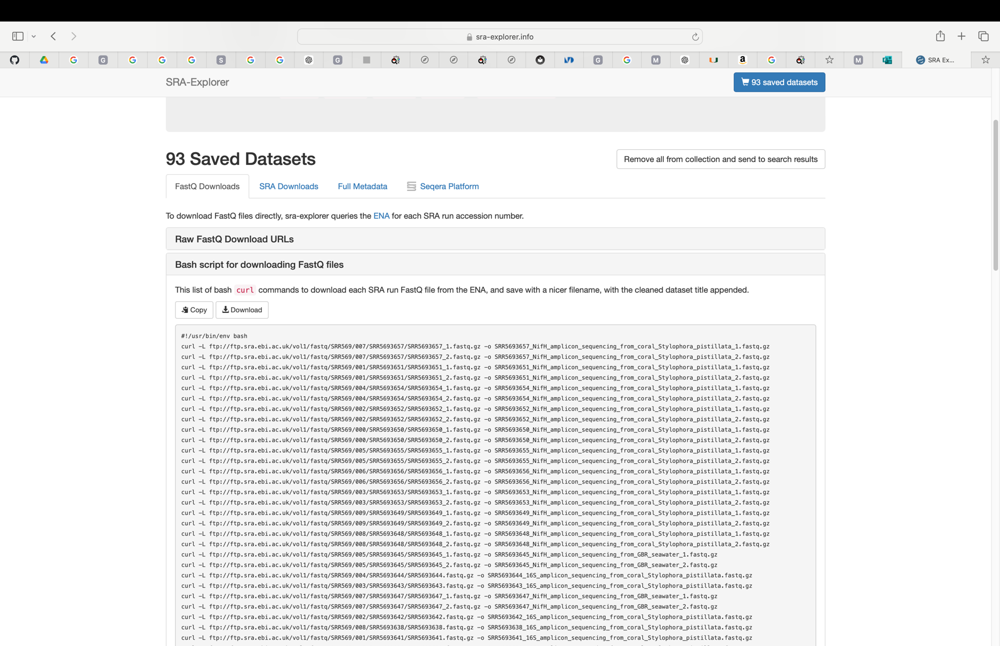 sra-explorer.info
SRA Ex...
SRA-Explorer
93 saved datasets
93 Saved Datasets
Remove all from collection and send to search results
FastQ Downloads
SRA Downloads
Full Metadata
Seqera Platform
To download FastQ files directly, sra-explorer queries the ENA for each SRA run accession number.
Raw FastQ Download URLs
Bash script for downloading FastQ files
This list of bash curl commands to download each SRA run FastQ file from the ENA, and save with a nicer filename, with the cleaned dataset title appended.
Copy
Download
#!/usr/bin/env bash
curl -L ftp://ftp.sra.ebi.ac.uk/vol1/fastq/SRR569/007/SRR5693657/SRR5693657_1.fastq.gz -o SRR5693657_NifH_amplicon_sequencing_from_coral_Stylophora_pistillata_1.fastq.gz
curl -L ftp://ftp.sra.ebi.ac.uk/vol1/fastq/SRR569/007/SRR5693657/SRR5693657_2.fastq.gz -o SRR5693657_NifH_amplicon_sequencing_from_coral_Stylophora_pistillata_2.fastq.gz
curl -L ftp://ftp.sra.ebi.ac.uk/vol1/fastq/SRR569/001/SRR5693651/SRR5693651_1.fastq.gz -o SRR5693651_NifH_amplicon_sequencing_from_coral_Stylophora_pistillata_1.fastq.gz
curl -L ftp://ftp.sra.ebi.ac.uk/vol1/fastq/SRR569/001/SRR5693651/SRR5693651_2.fastq.gz -o SRR5693651_NifH_amplicon_sequencing_from_coral_Stylophora_pistillata_2.fastq.gz
curl -L ftp://ftp.sra.ebi.ac.uk/vol1/fastq/SRR569/004/SRR5693654/SRR5693654_1.fastq.gz -o SRR5693654_NifH_amplicon_sequencing_from_coral_Stylophora_pistillata_1.fastq.gz
curl -L ftp://ftp.sra.ebi.ac.uk/vol1/fastq/SRR569/004/SRR5693654/SRR5693654_2.fastq.gz -o SRR5693654_NifH_amplicon_sequencing_from_coral_Stylophora_pistillata_2.fastq.gz
curl -L ftp://ftp.sra.ebi.ac.uk/vol1/fastq/SRR569/002/SRR5693652/SRR5693652_1.fastq.gz -o SRR5693652_NifH_amplicon_sequencing_from_coral_Stylophora_pistillata_1.fastq.gz
curl -L ftp://ftp.sra.ebi.ac.uk/vol1/fastq/SRR569/002/SRR5693652/SRR5693652_2.fastq.gz -o SRR5693652_NifH_amplicon_sequencing_from_coral_Stylophora_pistillata_2.fastq.gz
curl -L ftp://ftp.sra.ebi.ac.uk/vol1/fastq/SRR569/000/SRR5693650/SRR5693650_1.fastq.gz -o SRR5693650_NifH_amplicon_sequencing_from_coral_Stylophora_pistillata_1.fastq.gz
curl -L ftp://ftp.sra.ebi.ac.uk/vol1/fastq/SRR569/000/SRR5693650/SRR5693650_2.fastq.gz -o SRR5693650_NifH_amplicon_sequencing_from_coral_Stylophora_pistillata_2.fastq.gz
curl -L ftp://ftp.sra.ebi.ac.uk/vol1/fastq/SRR569/005/SRR5693655/SRR5693655_1.fastq.gz -o SRR5693655_NifH_amplicon_sequencing_from_coral_Stylophora_pistillata_1.fastq.gz
curl -L ftp://ftp.sra.ebi.ac.uk/vol1/fastq/SRR569/005/SRR5693655/SRR5693655_2.fastq.gz -o SRR5693655_NifH_amplicon_sequencing_from_coral_Stylophora_pistillata_2.fastq.gz
curl -L ftp://ftp.sra.ebi.ac.uk/vol1/fastq/SRR569/006/SRR5693656/SRR5693656_1.fastq.gz -o SRR5693656_NifH_amplicon_sequencing_from_coral_Stylophora_pistillata_1.fastq.gz
curl -L ftp://ftp.sra.ebi.ac.uk/vol1/fastq/SRR569/006/SRR5693656/SRR5693656_2.fastq.gz -o SRR5693656_NifH_amplicon_sequencing_from_coral_Stylophora_pistillata_2.fastq.gz
curl -L ftp://ftp.sra.ebi.ac.uk/vol1/fastq/SRR569/003/SRR5693653/SRR5693653_1.fastq.gz -o SRR5693653_NifH_amplicon_sequencing_from_coral_Stylophora_pistillata_1.fastq.gz
curl -L ftp://ftp.sra.ebi.ac.uk/vol1/fastq/SRR569/003/SRR5693653/SRR5693653_2.fastq.gz -o SRR5693653_NifH_amplicon_sequencing_from_coral_Stylophora_pistillata_2.fastq.gz
curl -L ftp://ftp.sra.ebi.ac.uk/vol1/fastq/SRR569/009/SRR5693649/SRR5693649_1.fastq.gz -o SRR5693649_NifH_amplicon_sequencing_from_coral_Stylophora_pistillata_1.fastq.gz
curl -L ftp://ftp.sra.ebi.ac.uk/vol1/fastq/SRR569/009/SRR5693649/SRR5693649_2.fastq.gz -o SRR5693649_NifH_amplicon_sequencing_from_coral_Stylophora_pistillata_2.fastq.gz
curl -L ftp://ftp.sra.ebi.ac.uk/vol1/fastq/SRR569/008/SRR5693648/SRR5693648_1.fastq.gz -o SRR5693648_NifH_amplicon_sequencing_from_coral_Stylophora_pistillata_1.fastq.gz
curl -L ftp://ftp.sra.ebi.ac.uk/vol1/fastq/SRR569/008/SRR5693648/SRR5693648_2.fastq.gz -o SRR5693648_NifH_amplicon_sequencing_from_coral_Stylophora_pistillata_2.fastq.gz
curl -L ftp://ftp.sra.ebi.ac.uk/vol1/fastq/SRR569/005/SRR5693645/SRR5693645_1.fastq.gz -o SRR5693645_NifH_amplicon_sequencing_from_GBR_seawater_1.fastq.gz
curl -L ftp://ftp.sra.ebi.ac.uk/vol1/fastq/SRR569/005/SRR5693645/SRR5693645_2.fastq.gz -o SRR5693645_NifH_amplicon_sequencing_from_GBR_seawater_2.fastq.gz
curl -L ftp://ftp.sra.ebi.ac.uk/vol1/fastq/SRR569/004/SRR5693644/SRR5693644.fastq.gz -o SRR5693644_16S_amplicon_sequencing_from_coral_Stylophora_pistillata.fastq.gz
curl -L ftp://ftp.sra.ebi.ac.uk/vol1/fastq/SRR569/003/SRR5693643/SRR5693643.fastq.gz -o SRR5693643_16S_amplicon_sequencing_from_coral_Stylophora_pistillata.fastq.gz
curl -L ftp://ftp.sra.ebi.ac.uk/vol1/fastq/SRR569/007/SRR5693647/SRR5693647_1.fastq.gz -o SRR5693647_NifH_amplicon_sequencing_from_GBR_seawater_1.fastq.gz
curl -L ftp://ftp.sra.ebi.ac.uk/vol1/fastq/SRR569/007/SRR5693647/SRR5693647_2.fastq.gz -o SRR5693647_NifH_amplicon_sequencing_from_GBR_seawater_2.fastq.gz
curl -L ftp://ftp.sra.ebi.ac.uk/vol1/fastq/SRR569/002/SRR5693642/SRR5693642.fastq.gz -o SRR5693642_16S_amplicon_sequencing_from_coral_Stylophora_pistillata.fastq.gz
curl -L ftp://ftp.sra.ebi.ac.uk/vol1/fastq/SRR569/008/SRR5693638/SRR5693638.fastq.gz -o SRR5693638_16S_amplicon_sequencing_from_coral_Stylophora_pistillata.fastq.gz
curl -L ftp://ftp.sra.ebi.ac.uk/vol1/fastq/SRR569/001/SRR5693641/SRR5693641.fastq.gz -o SRR5693641_16S_amplicon_sequencing_from_coral_Stylophora_pistillata.fastq.gz